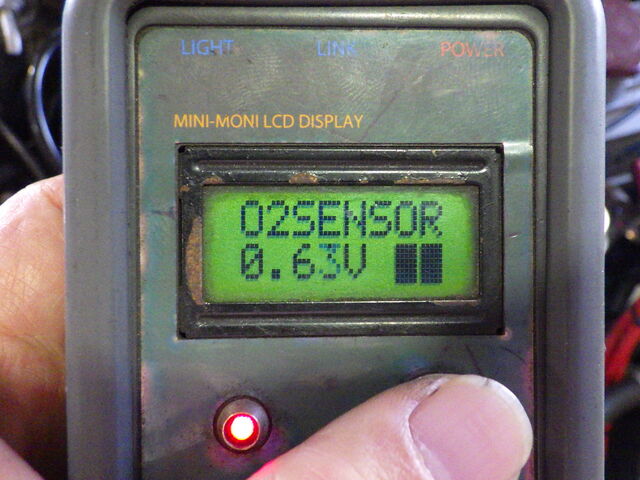 LIGHT LINK POWER
MINI-MONI LCD DISPLAY
O2SENSOR
0.63V